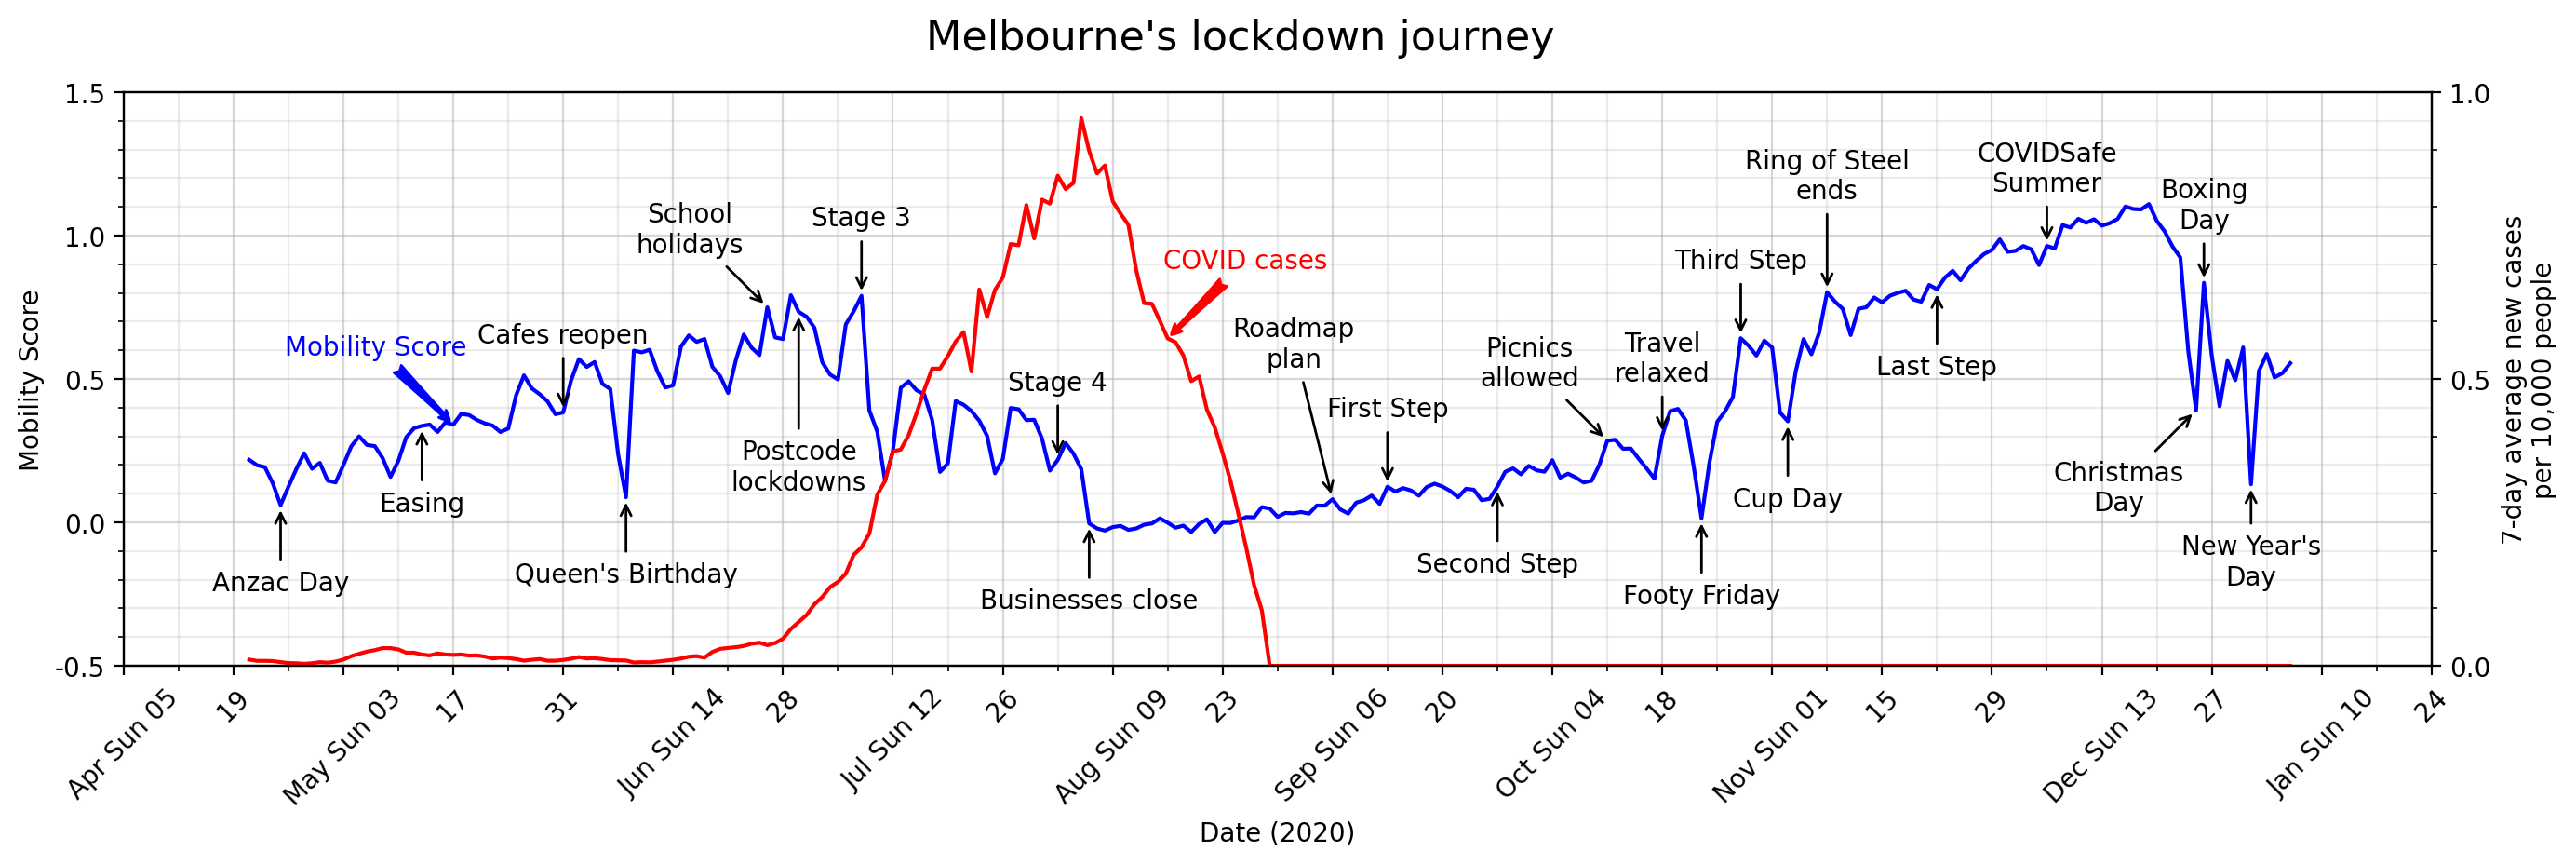 Melbourne's lockdown journey
1.5
1.0
0.5
0.0
-0.5
Mobility Score
1.0
0.5
0.0
7-day average new cases
per 10,000 people
Mobility Score
Anzac Day
Easing
Cafes reopen
Queen's Birthday
School
holidays
Postcode
lockdowns
Stage 3
Stage 4
Businesses close
COVID cases
Roadmap
plan
First Step
Second Step
Picnics
allowed
Travel
relaxed
Footy Friday
Third Step
Cup Day
Ring of Steel
ends
Last Step
COVIDSafe
Summer
Boxing
Day
Christmas
Day
New Year's
Day
Apr Sun 05
19
May Sun 03
17
31
Jun Sun 14
28
Jul Sun 12
26
Aug Sun 09
23
Sep Sun 06
20
Oct Sun 04
18
Nov Sun 01
15
29
Dec Sun 13
27
Jan Sun 10
24
Date (2020)